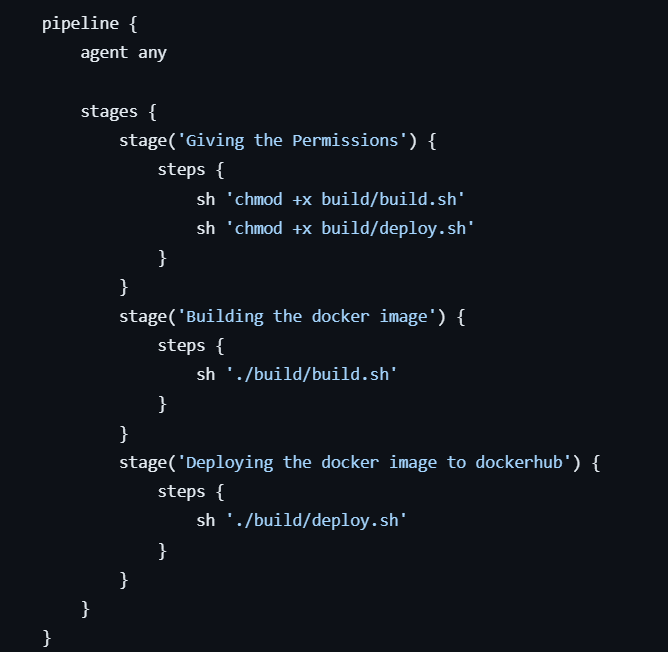 pipeline {
    agent any

    stages {
        stage('Giving the Permissions') {
            steps {
                sh 'chmod +x build/build.sh'
                sh 'chmod +x build/deploy.sh'
            }
        }
        stage('Building the docker image') {
            steps {
                sh './build/build.sh'
            }
        }
        stage('Deploying the docker image to dockerhub') {
            steps {
                sh './build/deploy.sh'
            }
        }
    }
}